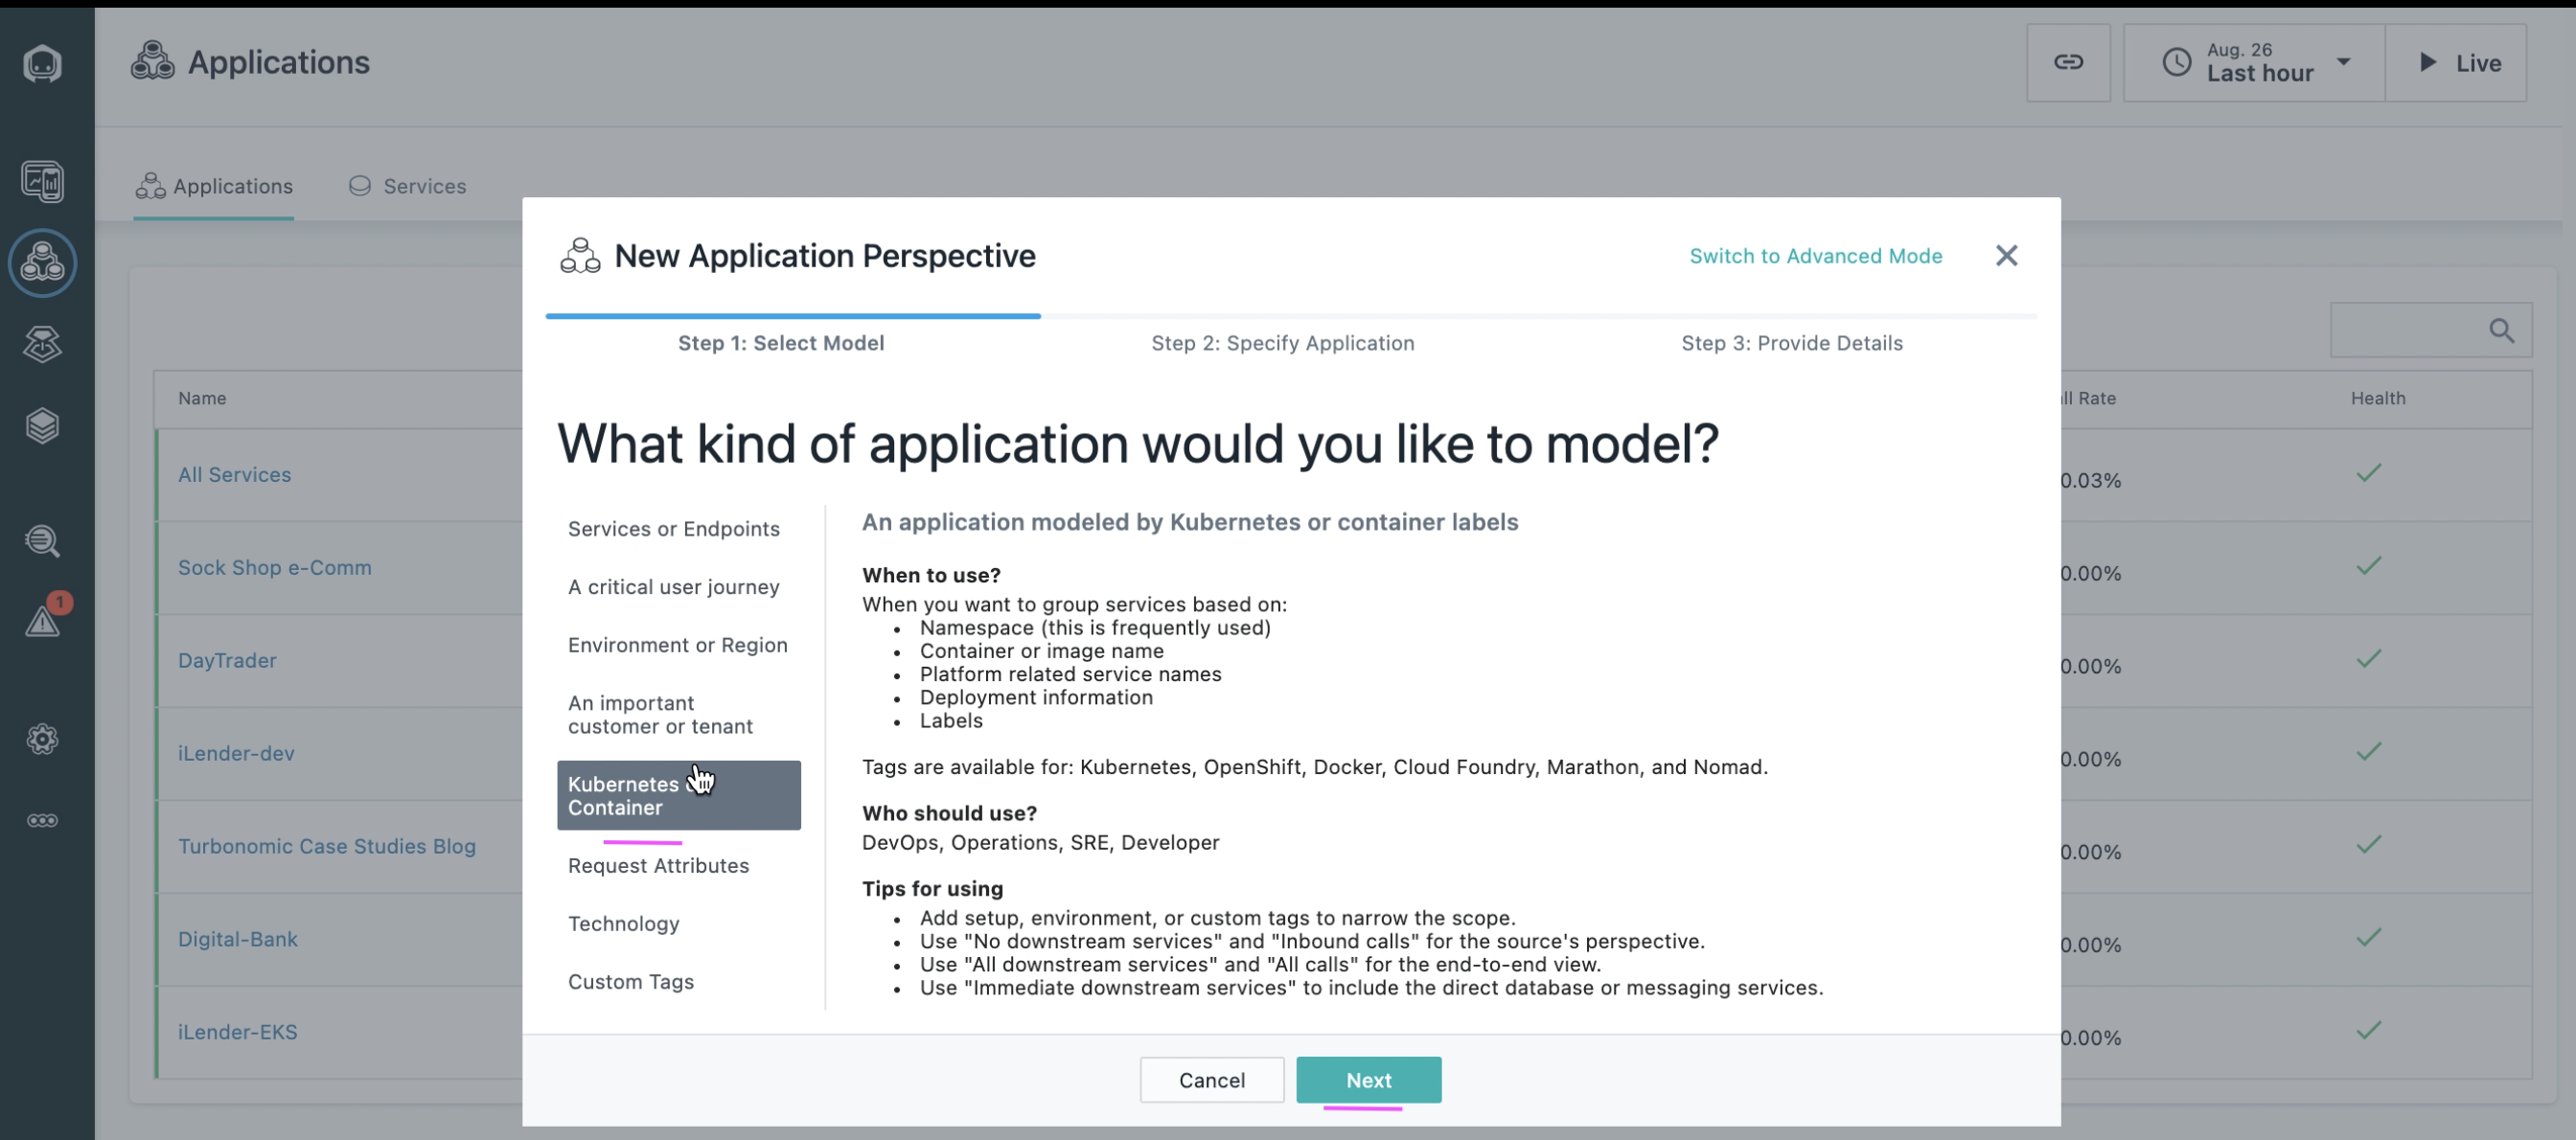 Applications
Aug. 26
Last hour
Live
Applications
Services
New Application Perspective
Switch to Advanced Mode
Step 1: Select Model
Step 2: Specify Application
Step 3: Provide Details
What kind of application would you like to model?
Services or Endpoints
A critical user journey
Environment or Region
An important
customer or tenant
Kubernetes
Container
Request Attributes
Technology
Custom Tags
An application modeled by Kubernetes or container labels
When to use?
When you want to group services based on:
• Namespace (this is frequently used)
• Container or image name
• Platform related service names
• Deployment information
• Labels
Tags are available for: Kubernetes, OpenShift, Docker, Cloud Foundry, Marathon, and Nomad.
Who should use?
DevOps, Operations, SRE, Developer
Tips for using
• Add setup, environment, or custom tags to narrow the scope.
• Use "No downstream services" and "Inbound calls" for the source's perspective.
• Use "All downstream services" and "All calls" for the end-to-end view.
• Use "Immediate downstream services" to include the direct database or messaging services.
Cancel
Next
1
Name
Rate
Health
All Services
0.03%
Sock Shop e-Comm
0.00%
DayTrader
0.00%
iLender-dev
0.00%
Turbonomic Case Studies Blog
0.00%
Digital-Bank
0.00%
iLender-EKS
0.00%